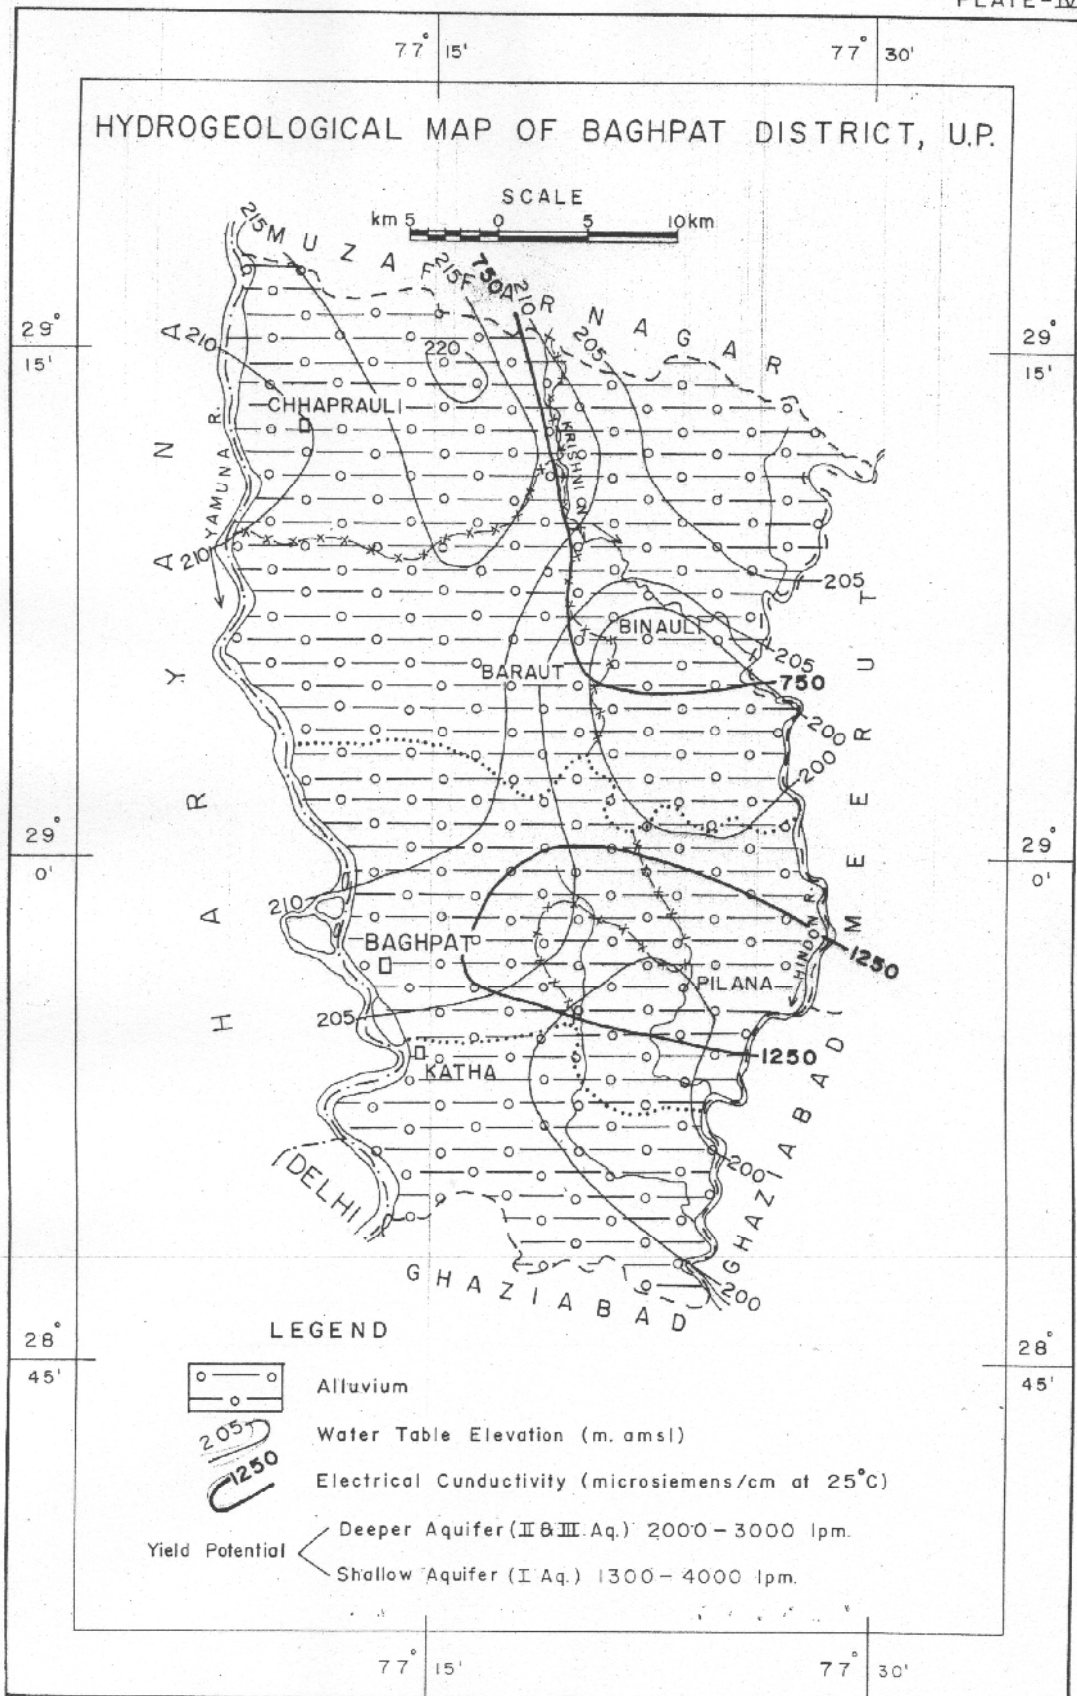 PLATE-IV
77° 15' 77° 30'
HYDROGEOLOGICAL MAP OF BAGHPAT DISTRICT, U.P.
SCALE
km 5 0 5 10km
215 MUZAFFARNAGAR
215 750 210
205
220
29° 15' 29° 15'
210
CHHAPRAULI
YAMUNA R.
KRISHNI
210
205
BINAULI
205
BARAUT
750
200
200
HARYANA
MEERUT
29° 0' 29° 0'
210
BAGHPAT
HINDON R.
1250
PILANA
205
1250
KATHA
200
DELHI
GHAZIABAD
GHAZIABAD
200
LEGEND
28° 45' 28° 45'
Alluvium
205 Water Table Elevation (m. amsl)
1250 Electrical Cunductivity (microsiemens/cm at 25°C)
Deeper Aquifer (II & III Aq.) 2000-3000 lpm.
Yield Potential
Shallow Aquifer (I Aq.) 1300-4000 lpm.
77° 15' 77° 30'